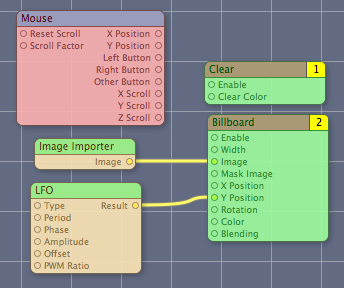 Mouse
Reset Scroll X Position
Scroll Factor Y Position
Left Button
Right Button
Other Button
X Scroll
Y Scroll
Z Scroll
Clear 1
Enable
Clear Color
Billboard 2
Enable
Width
Image
Mask Image
X Position
Y Position
Rotation
Color
Blending
Image Importer
Image
LFO
Type Result
Period
Phase
Amplitude
Offset
PWM Ratio